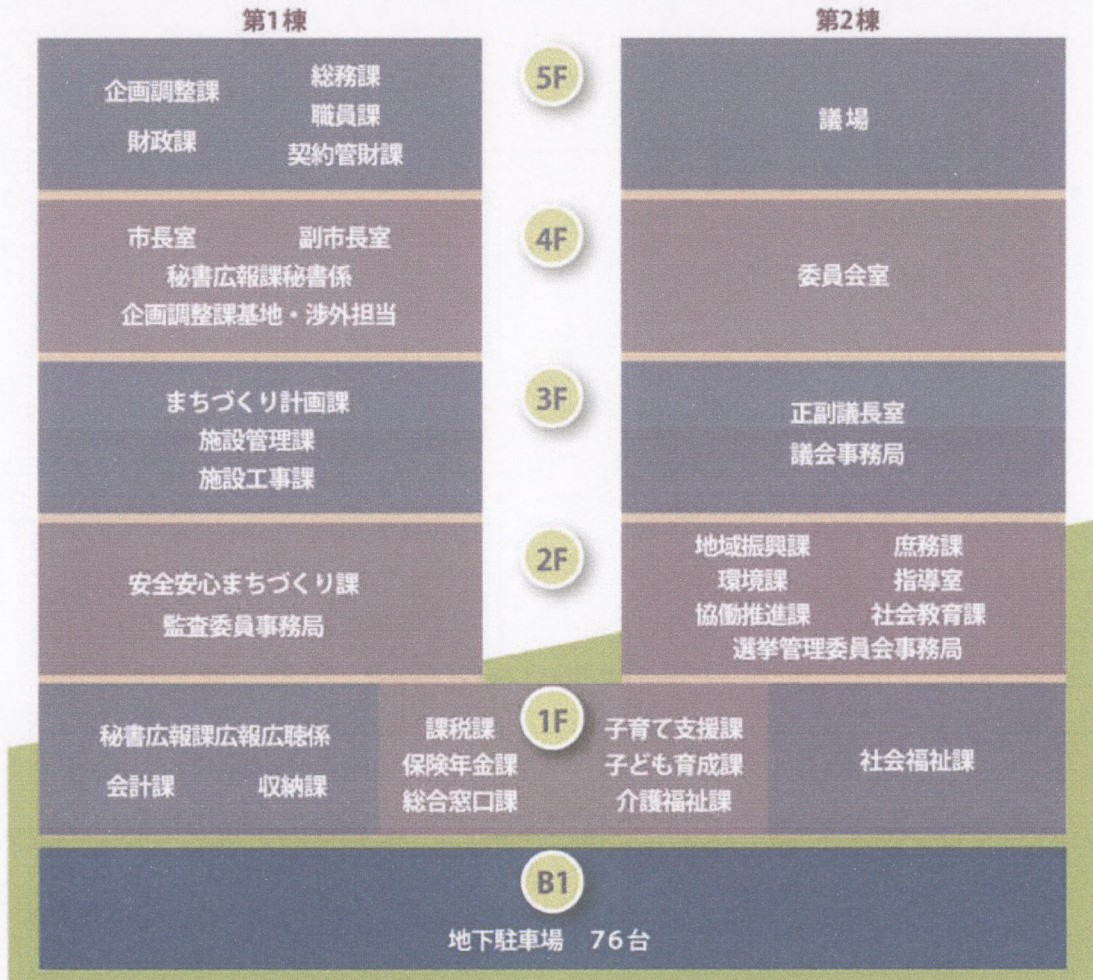 第1棟
第2棟
5F
企画調整課
財政課
総務課
職員課
契約管財課
議場
4F
市長室 副市長室
秘書広報課秘書係
企画調整課基地・渉外担当
委員会室
3F
まちづくり計画課
施設管理課
施設工事課
正副議長室
議会事務局
2F
安全安心まちづくり課
監査委員事務局
地域振興課 庶務課
環境課 指導室
協働推進課 社会教育課
選挙管理委員会事務局
1F
秘書広報課広報広聴係
会計課 収納課
課税課 子育て支援課
保険年金課 子ども育成課
総合窓口課 介護福祉課
社会福祉課
B1
地下駐車場 76台